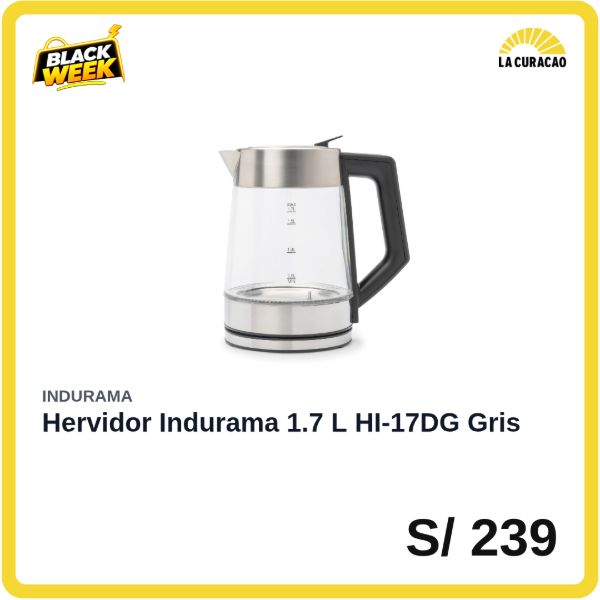 BLACK
WEEK
LA CURACAO
INDURAMA
Hervidor Indurama 1.7 L HI-17DG Gris
S/ 239